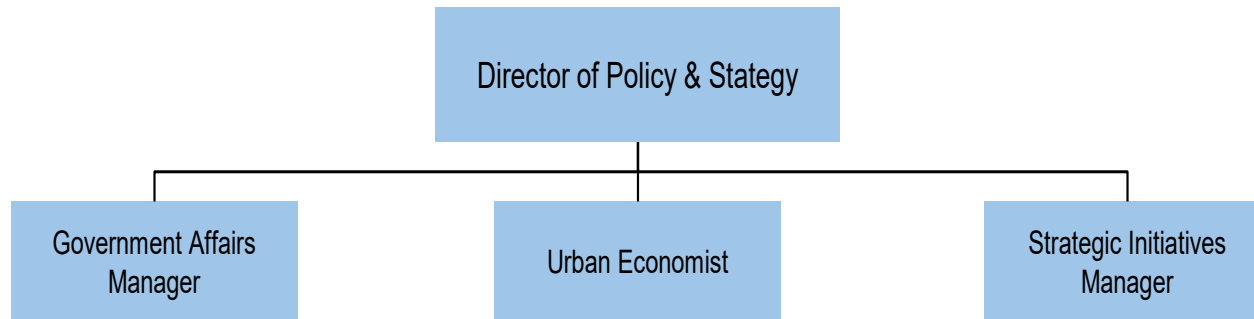 Director of Policy & Stategy
Government Affairs
Manager
Urban Economist
Strategic Initiatives
Manager